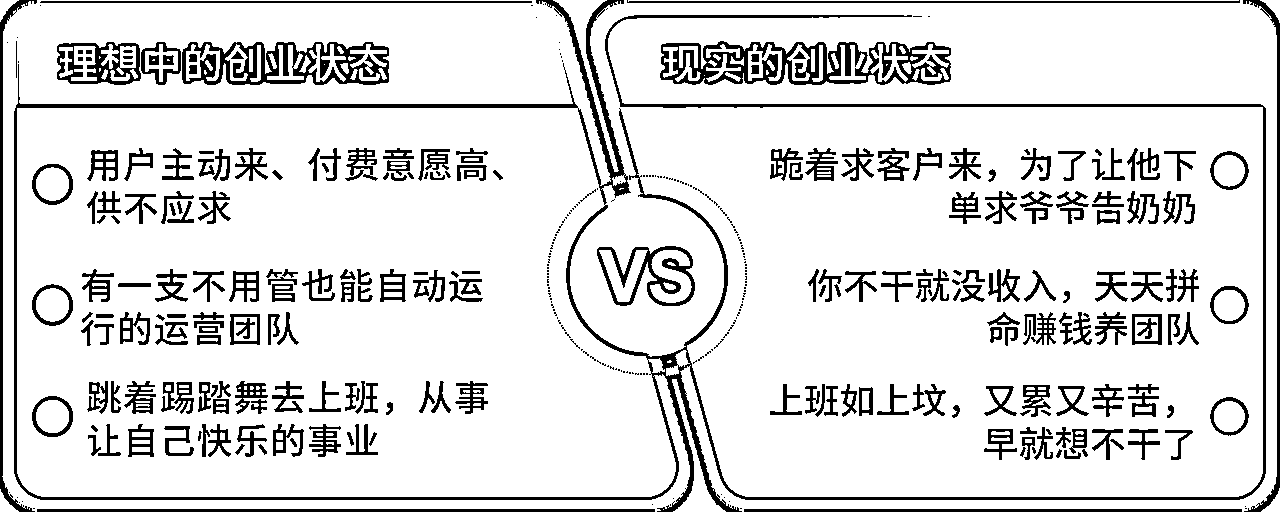 理想中的创业状态
用户主动来、付费意愿高、
供不应求
有一支不用管也能自动运
行的运营团队
跳着踢踏舞去上班，从事
让自己快乐的事业
VS
现实的创业状态
跪着求客户来，为了让他下
单求爷爷告奶奶
你不干就没收入，天天拼
命赚钱养团队
上班如上坟，又累又辛苦，
早就想不干了